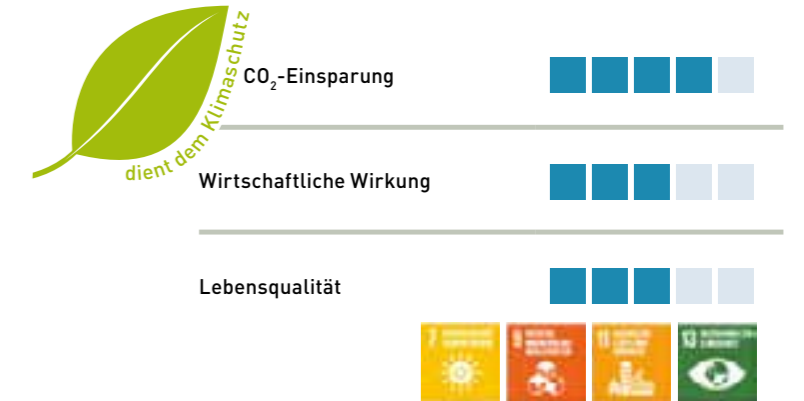 dient dem Klimaschutz
CO₂-Einsparung
Wirtschaftliche Wirkung
Lebensqualität
7
9
11
13